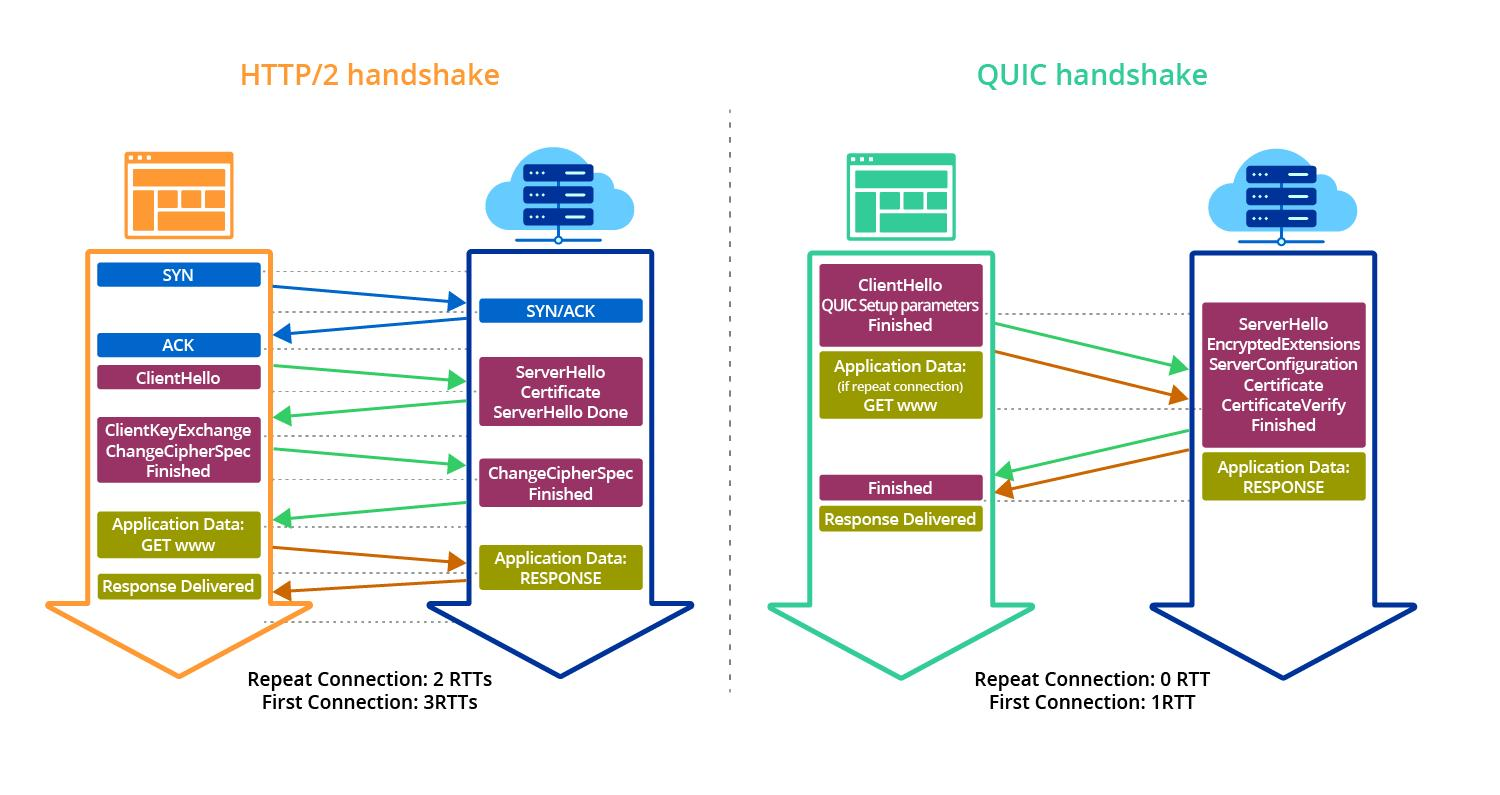 HTTP/2 handshake
SYN
SYN/ACK
ACK
ClientHello
ServerHello
Certificate
ServerHello Done
ClientKeyExchange
ChangeCipherSpec
Finished
ChangeCipherSpec
Finished
Application Data:
GET www
Application Data:
RESPONSE
Response Delivered
Repeat Connection: 2 RTTs
First Connection: 3RTTs
QUIC handshake
ClientHello
QUIC Setup parameters
Finished
Application Data:
(if repeat connection)
GET www
ServerHello
EncryptedExtensions
ServerConfiguration
Certificate
CertificateVerify
Finished
Application Data:
RESPONSE
Finished
Response Delivered
Repeat Connection: 0 RTT
First Connection: 1RTT